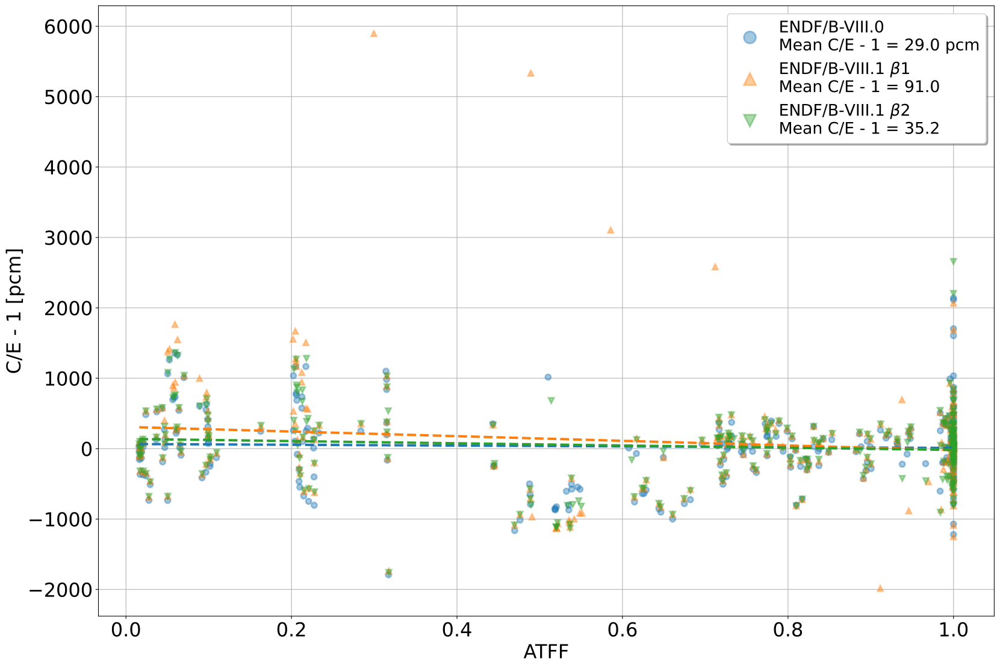 ENDF/B-VIII.0
Mean C/E - 1 = 29.0 pcm
ENDF/B-VIII.1 β1
Mean C/E - 1 = 91.0
ENDF/B-VIII.1 β2
Mean C/E - 1 = 35.2
6000
5000
4000
3000
2000
1000
0
−1000
−2000
C/E - 1 [pcm]
0.0 0.2 0.4 0.6 0.8 1.0
ATFF